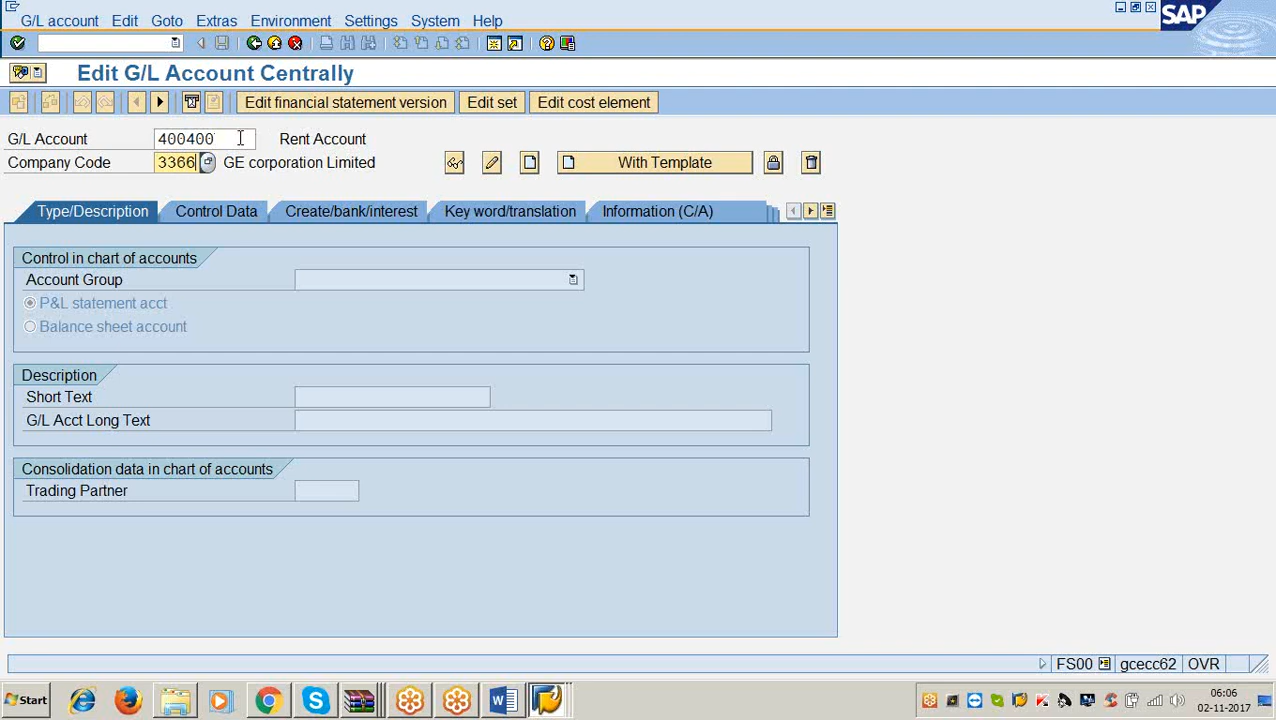 G/L account Edit Goto Extras Environment Settings System Help
SAP
Edit G/L Account Centrally
Edit financial statement version Edit set Edit cost element
G/L Account 400400 Rent Account
Company Code 3366 GE corporation Limited With Template
Type/Description Control Data Create/bank/interest Key word/translation Information (C/A)
Control in chart of accounts
Account Group
P&L statement acct
Balance sheet account
Description
Short Text
G/L Acct Long Text
Consolidation data in chart of accounts
Trading Partner
FS00 gcecc62 OVR
Start 06:06
02-11-2017